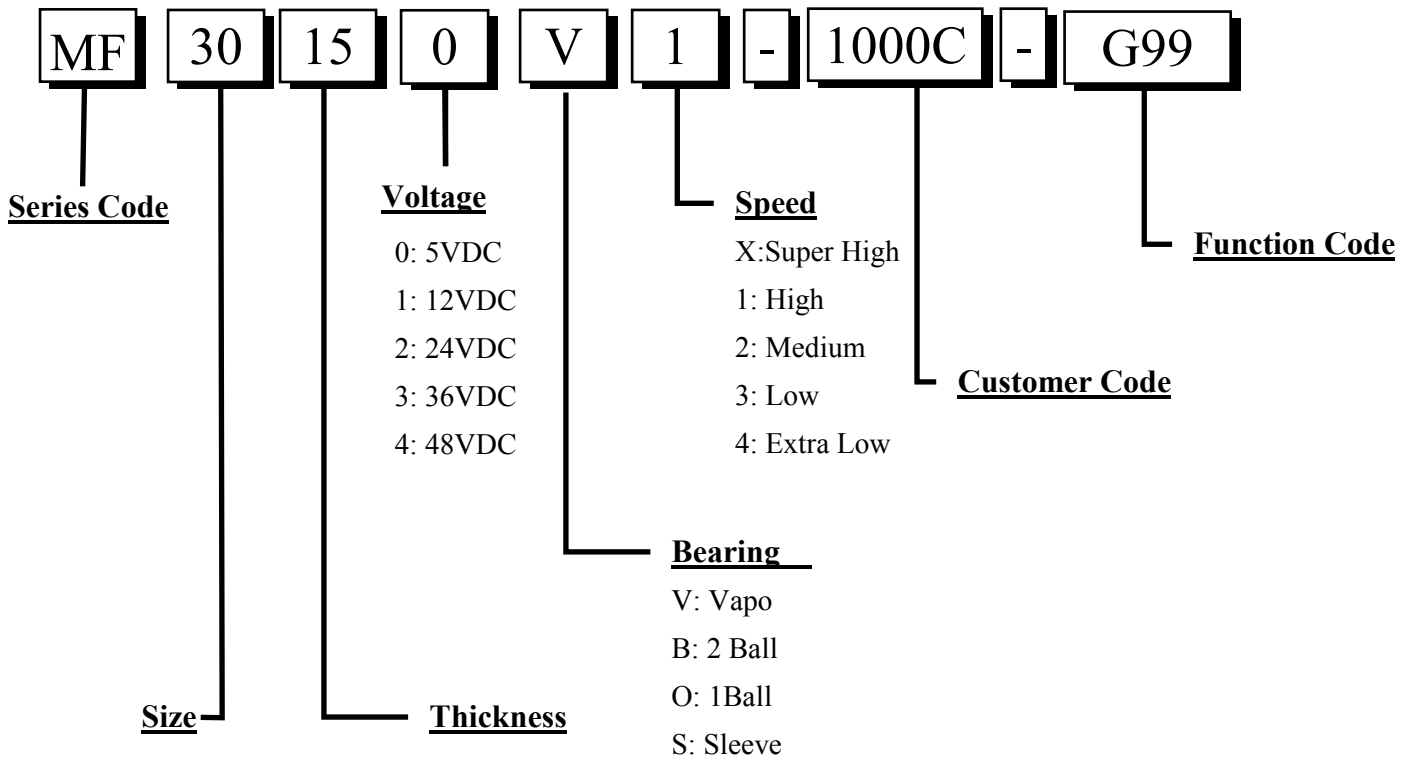 MF 30 15 0 V 1 - 1000C - G99
Series Code
Voltage
0: 5VDC
1: 12VDC
2: 24VDC
3: 36VDC
4: 48VDC
Speed
X:Super High
1: High
2: Medium
3: Low
4: Extra Low
Function Code
Customer Code
Bearing
V: Vapo
B: 2 Ball
O: 1Ball
S: Sleeve
Size
Thickness